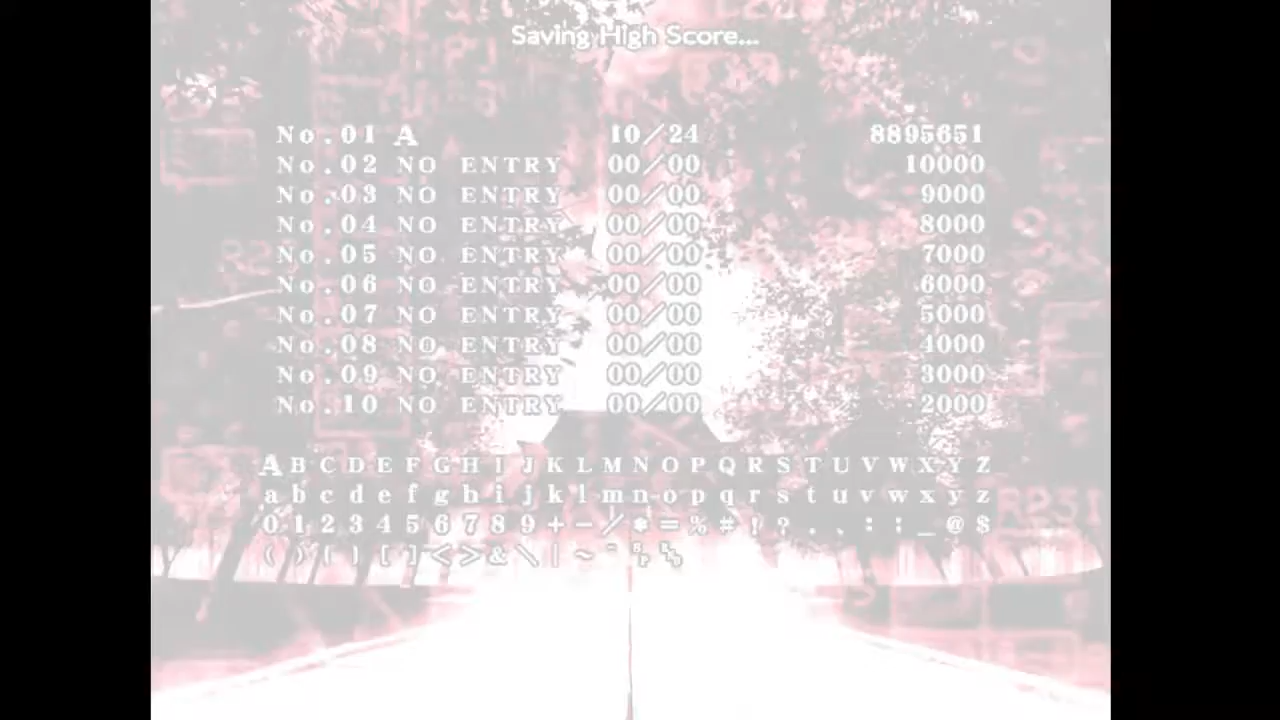 Saving High Score...
No.01 A 10/24 8895651
No.02 NO ENTRY 00/00 10000
No.03 NO ENTRY 00/00 9000
No.04 NO ENTRY 00/00 8000
No.05 NO ENTRY 00/00 7000
No.06 NO ENTRY 00/00 6000
No.07 NO ENTRY 00/00 5000
No.08 NO ENTRY 00/00 4000
No.09 NO ENTRY 00/00 3000
No.10 NO ENTRY 00/00 2000
A B C D E F G H I J K L M N O P Q R S T U V W X Y Z
a b c d e f g h i j k l m n o p q r s t u v w x y z
0 1 2 3 4 5 6 7 8 9 + - / * = % # ! ? . , : ; _ @ $
( ) { } [ ] < > & \ | ~ ^